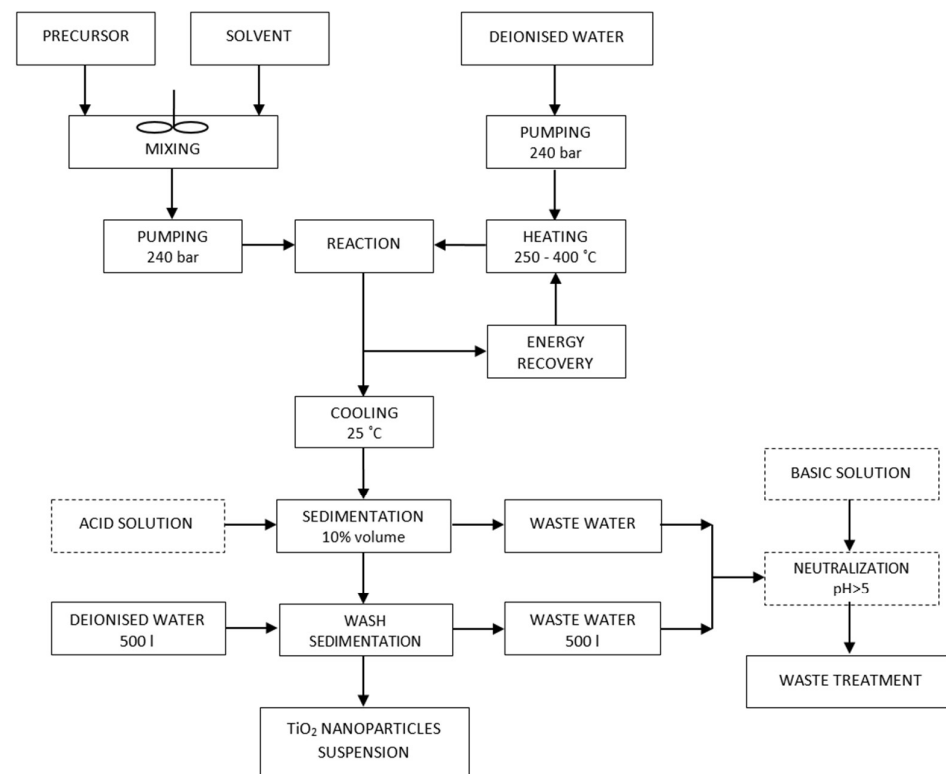 PRECURSOR
SOLVENT
DEIONISED WATER
MIXING
PUMPING
240 bar
PUMPING
240 bar
REACTION
HEATING
250 - 400 ˚C
ENERGY
RECOVERY
COOLING
25 ˚C
BASIC SOLUTION
ACID SOLUTION
SEDIMENTATION
10% volume
WASTE WATER
NEUTRALIZATION
pH>5
DEIONISED WATER
500 l
WASH
SEDIMENTATION
WASTE WATER
500 l
WASTE TREATMENT
TiO₂ NANOPARTICLES
SUSPENSION